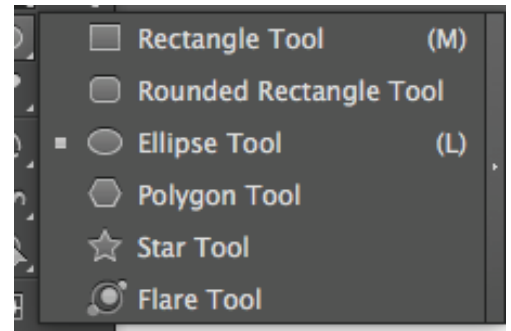 Rectangle Tool (M)
Rounded Rectangle Tool
Ellipse Tool (L)
Polygon Tool
Star Tool
Flare Tool